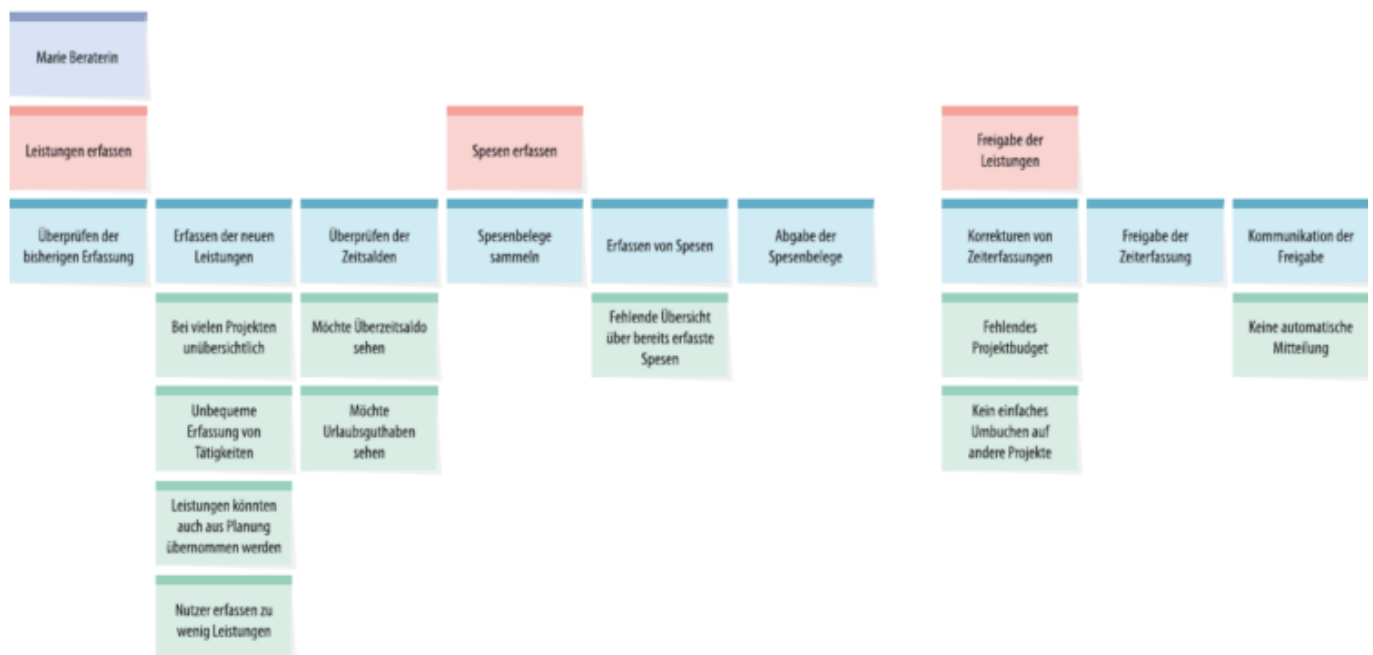 Marie Beraterin
Leistungen erfassen
Spesen erfassen
Freigabe der
Leistungen
Überprüfen der
bisherigen Erfassung
Erfassen der neuen
Leistungen
Überprüfen der
Zeitsalden
Spesenbelege
sammeln
Erfassen von Spesen
Abgabe der
Spesenbelege
Korrekturen von
Zeiterfassungen
Freigabe der
Zeiterfassung
Kommunikation der
Freigabe
Bei vielen Projekten
unübersichtlich
Möchte Überzeitsaldo
sehen
Fehlende Übersicht
über bereits erfasste
Spesen
Fehlendes
Projektbudget
Keine automatische
Mitteilung
Unbequeme
Erfassung von
Tätigkeiten
Möchte
Urlaubsguthaben
sehen
Kein einfaches
Umbuchen auf
andere Projekte
Leistungen könnten
auch aus Planung
übernommen werden
Nutzer erfassen zu
wenig Leistungen